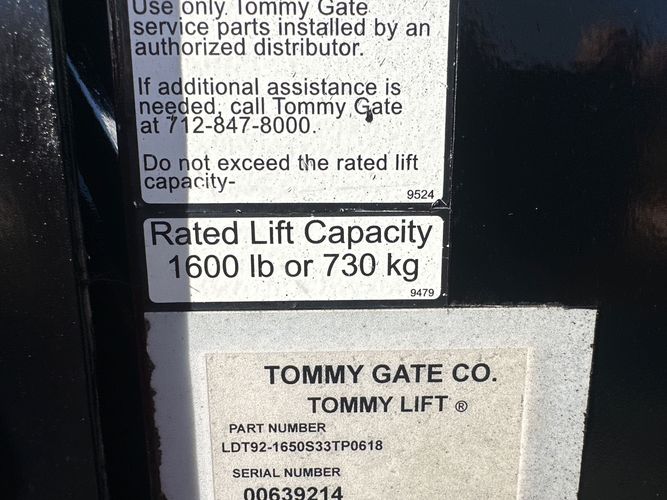 Use only Tommy Gate
service parts installed by an
authorized distributor.
If additional assistance is
needed, call Tommy Gate
at 712-847-8000.
Do not exceed the rated lift
capacity-
9524
Rated Lift Capacity
1600 lb or 730 kg
9479
TOMMY GATE CO.
TOMMY LIFT ®
PART NUMBER
LDT92-1650S33TP0618
SERIAL NUMBER
00639214